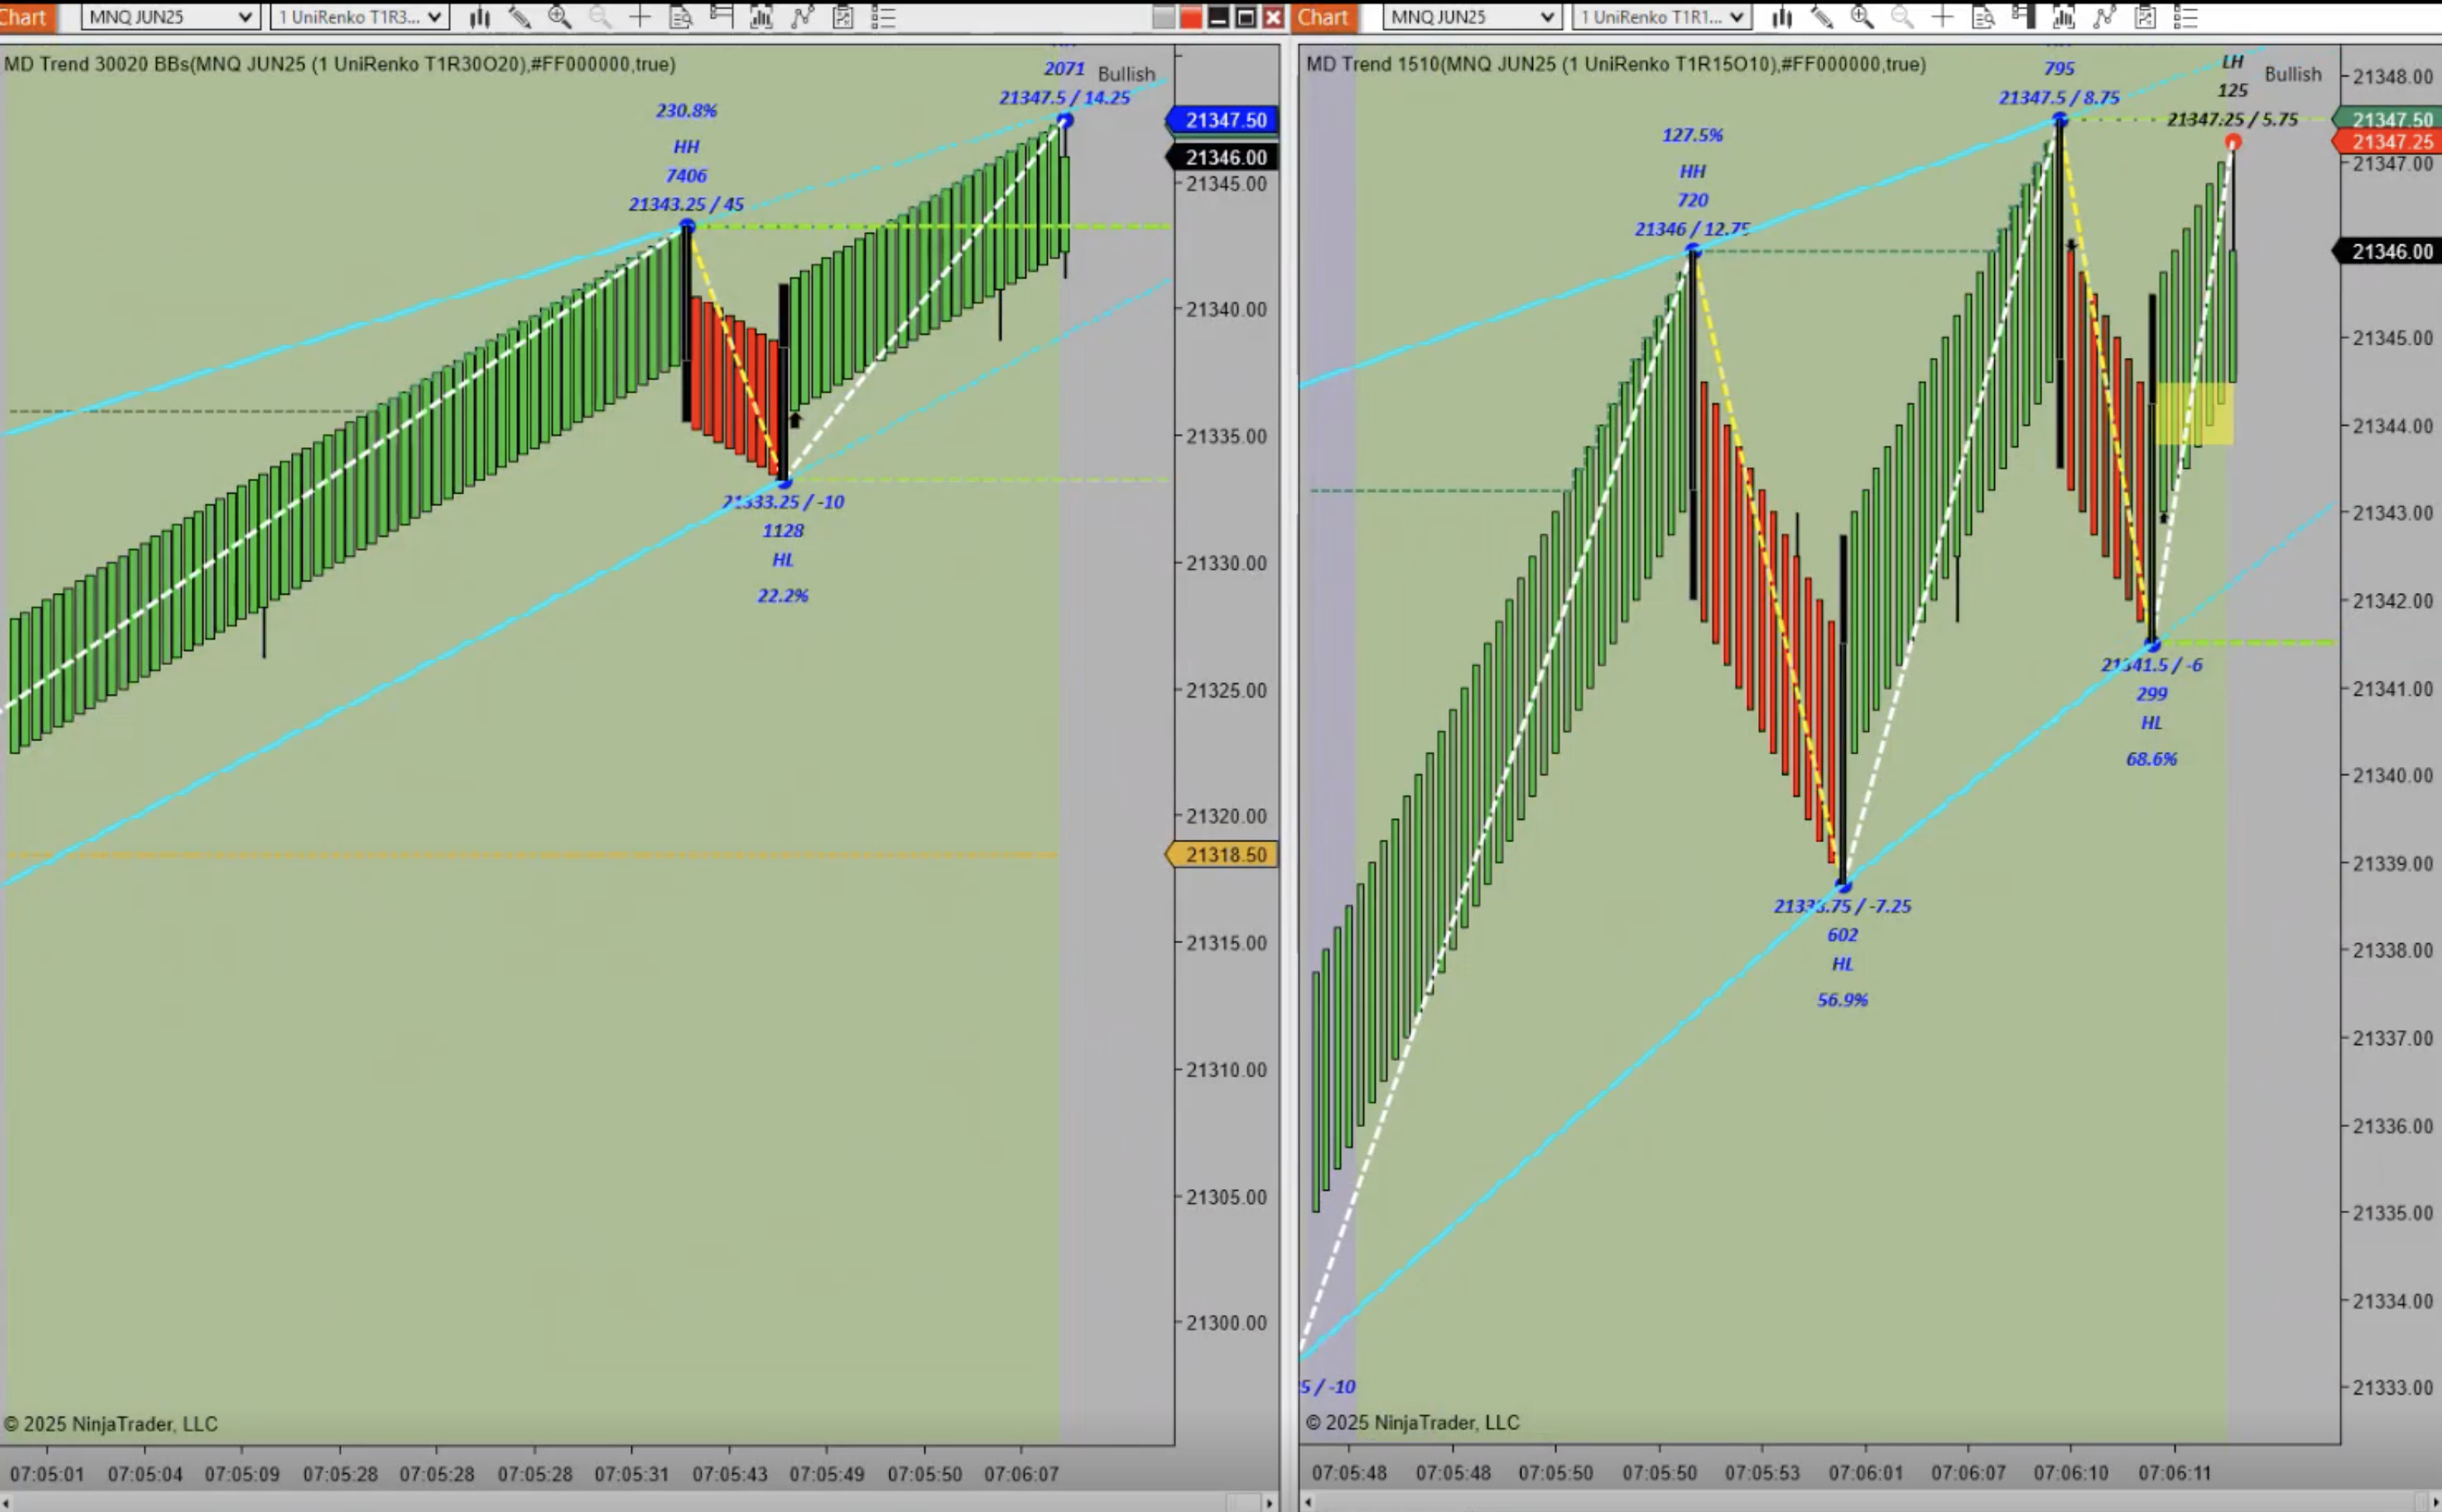 Chart
MNQ JUN25
1 UniRenko T1R3...
Chart
MNQ JUN25
1 UniRenko T1R1...
MD Trend 30020 BBs(MNQ JUN25 (1 UniRenko T1R30O20),#FF000000,true)
2071
Bullish
21347.5 / 14.25
230.8%
HH
7406
21343.25 / 45
21333.25 / -10
1128
HL
22.2%
21347.50
21346.00
21345.00
21340.00
21335.00
21330.00
21325.00
21320.00
21318.50
21315.00
21310.00
21305.00
21300.00
© 2025 NinjaTrader, LLC
07:05:01 07:05:04 07:05:09 07:05:28 07:05:28 07:05:28 07:05:31 07:05:43 07:05:49 07:05:50 07:06:07
MD Trend 1510(MNQ JUN25 (1 UniRenko T1R15O10),#FF000000,true)
795
21347.5 / 8.75
LH
125
21347.25 / 5.75
Bullish
127.5%
HH
720
21346 / 12.75
21341.5 / -6
299
HL
68.6%
21338.75 / -7.25
602
HL
56.9%
5 / -10
21348.00
21347.50
21347.25
21347.00
21346.00
21345.00
21344.00
21343.00
21342.00
21341.00
21340.00
21339.00
21338.00
21337.00
21336.00
21335.00
21334.00
21333.00
© 2025 NinjaTrader, LLC
07:05:48 07:05:48 07:05:50 07:05:50 07:05:53 07:06:01 07:06:07 07:06:10 07:06:11